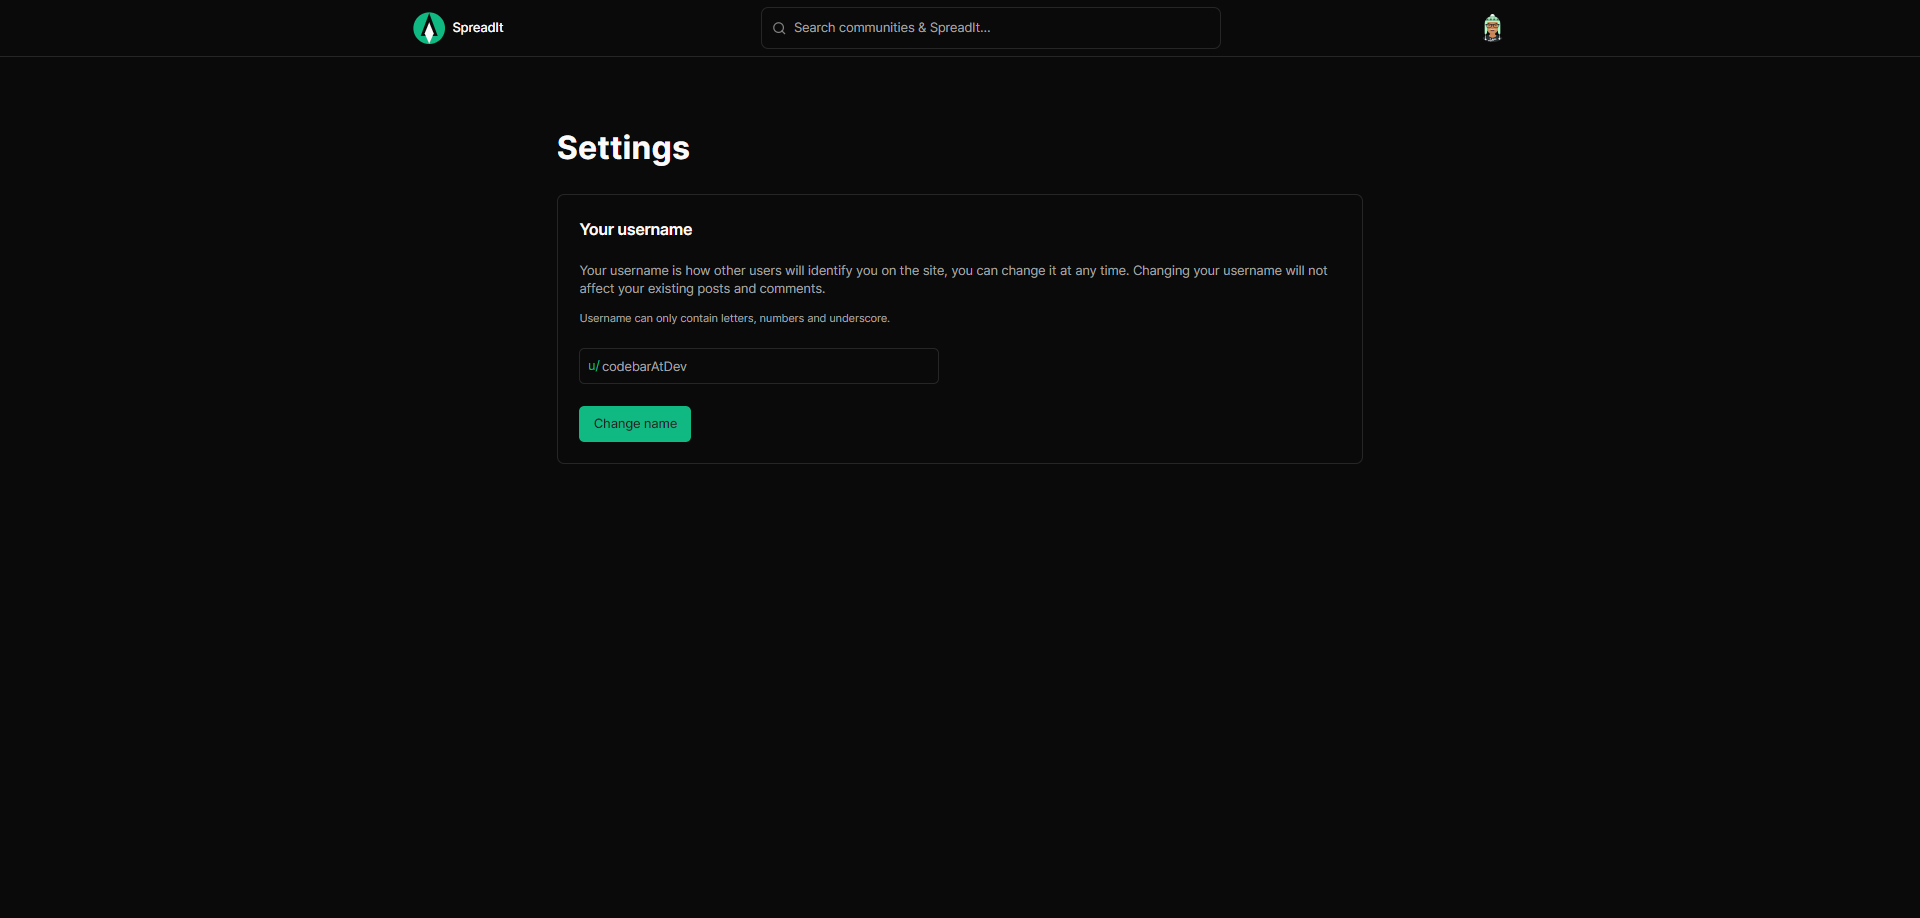 SpreadIt
Search communities & SpreadIt...
Settings
Your username
Your username is how other users will identify you on the site, you can change it at any time. Changing your username will not
affect your existing posts and comments.
Username can only contain letters, numbers and underscore.
u/ codebarAtDev
Change name